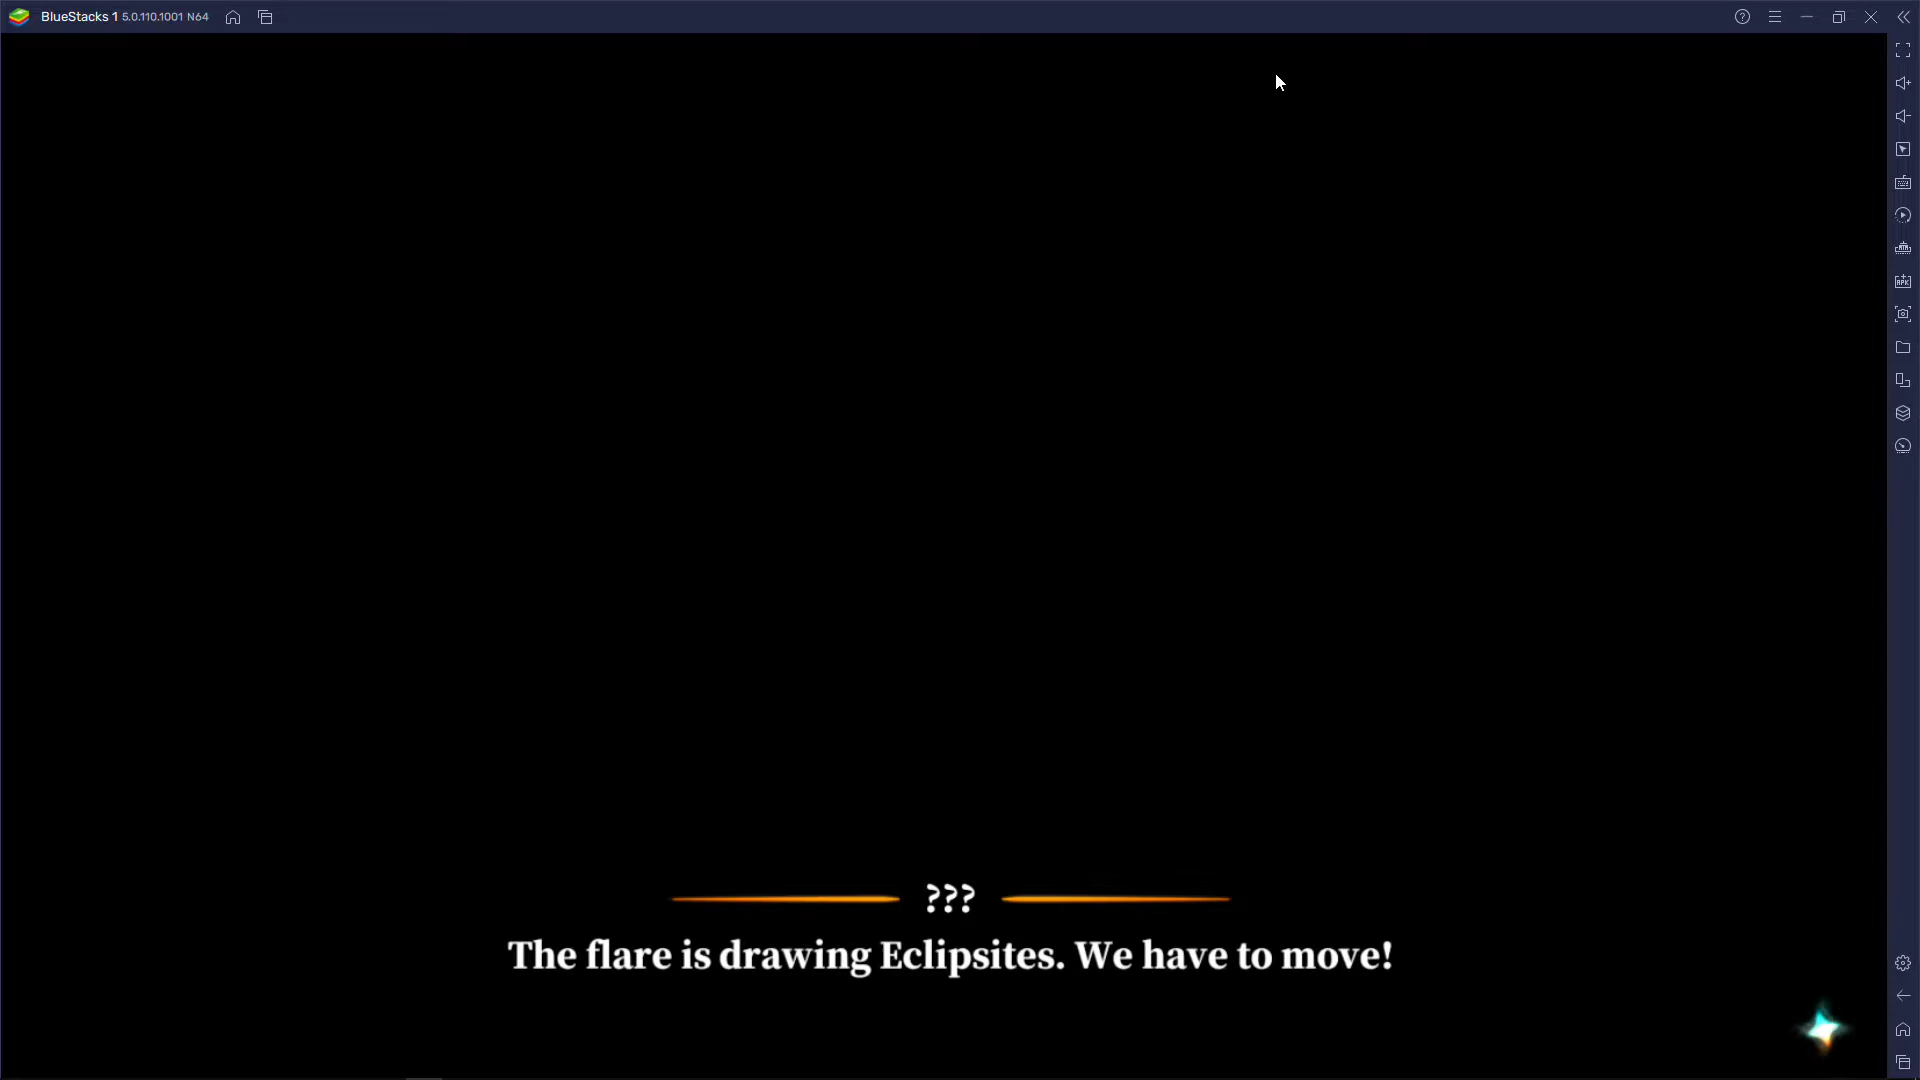 BlueStacks 1 5.0.110.1001 N64
???
The flare is drawing Eclipsites. We have to move!